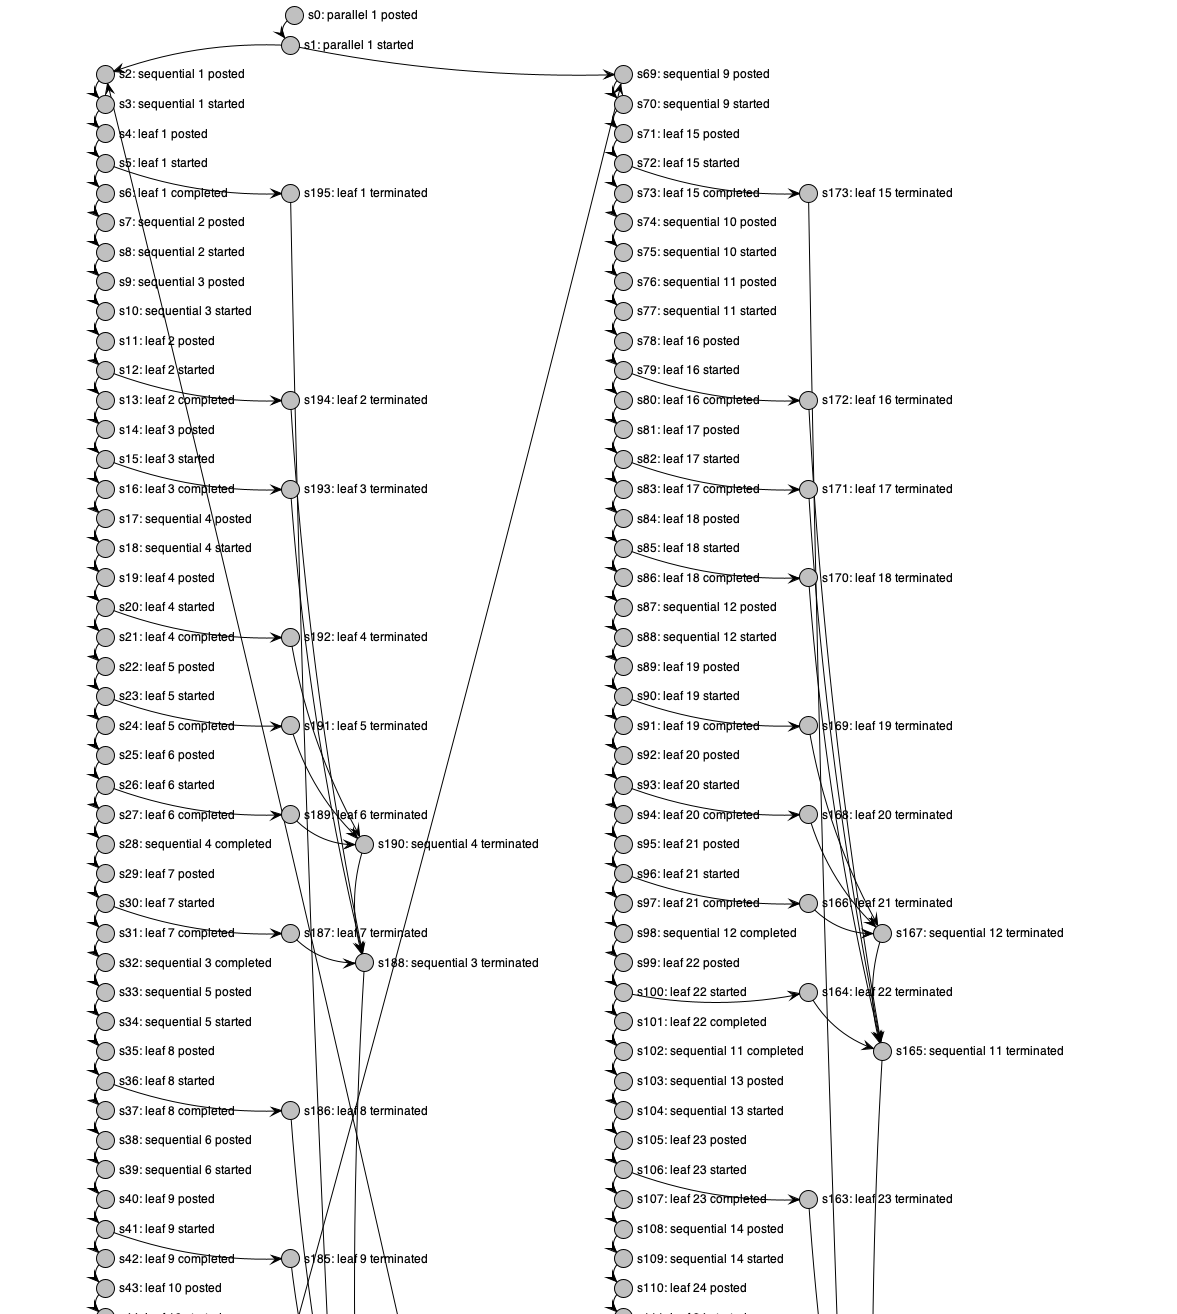 s0: parallel 1 posted
s1: parallel 1 started
s2: sequential 1 posted
s69: sequential 9 posted
s3: sequential 1 started
s70: sequential 9 started
s4: leaf 1 posted
s71: leaf 15 posted
s5: leaf 1 started
s72: leaf 15 started
s6: leaf 1 completed
s195: leaf 1 terminated
s73: leaf 15 completed
s173: leaf 15 terminated
s7: sequential 2 posted
s74: sequential 10 posted
s8: sequential 2 started
s75: sequential 10 started
s9: sequential 3 posted
s76: sequential 11 posted
s10: sequential 3 started
s77: sequential 11 started
s11: leaf 2 posted
s78: leaf 16 posted
s12: leaf 2 started
s79: leaf 16 started
s13: leaf 2 completed
s194: leaf 2 terminated
s80: leaf 16 completed
s172: leaf 16 terminated
s14: leaf 3 posted
s81: leaf 17 posted
s15: leaf 3 started
s82: leaf 17 started
s16: leaf 3 completed
s193: leaf 3 terminated
s83: leaf 17 completed
s171: leaf 17 terminated
s17: sequential 4 posted
s84: leaf 18 posted
s18: sequential 4 started
s85: leaf 18 started
s19: leaf 4 posted
s86: leaf 18 completed
s170: leaf 18 terminated
s20: leaf 4 started
s87: sequential 12 posted
s21: leaf 4 completed
s192: leaf 4 terminated
s88: sequential 12 started
s22: leaf 5 posted
s89: leaf 19 posted
s23: leaf 5 started
s90: leaf 19 started
s24: leaf 5 completed
s191: leaf 5 terminated
s91: leaf 19 completed
s169: leaf 19 terminated
s25: leaf 6 posted
s92: leaf 20 posted
s26: leaf 6 started
s93: leaf 20 started
s27: leaf 6 completed
s189: leaf 6 terminated
s94: leaf 20 completed
s168: leaf 20 terminated
s28: sequential 4 completed
s190: sequential 4 terminated
s95: leaf 21 posted
s29: leaf 7 posted
s96: leaf 21 started
s30: leaf 7 started
s97: leaf 21 completed
s166: leaf 21 terminated
s31: leaf 7 completed
s187: leaf 7 terminated
s98: sequential 12 completed
s167: sequential 12 terminated
s32: sequential 3 completed
s188: sequential 3 terminated
s99: leaf 22 posted
s33: sequential 5 posted
s100: leaf 22 started
s164: leaf 22 terminated
s34: sequential 5 started
s101: leaf 22 completed
s35: leaf 8 posted
s102: sequential 11 completed
s165: sequential 11 terminated
s36: leaf 8 started
s103: sequential 13 posted
s37: leaf 8 completed
s186: leaf 8 terminated
s104: sequential 13 started
s38: sequential 6 posted
s105: leaf 23 posted
s39: sequential 6 started
s106: leaf 23 started
s40: leaf 9 posted
s107: leaf 23 completed
s163: leaf 23 terminated
s41: leaf 9 started
s108: sequential 14 posted
s42: leaf 9 completed
s185: leaf 9 terminated
s109: sequential 14 started
s43: leaf 10 posted
s110: leaf 24 posted